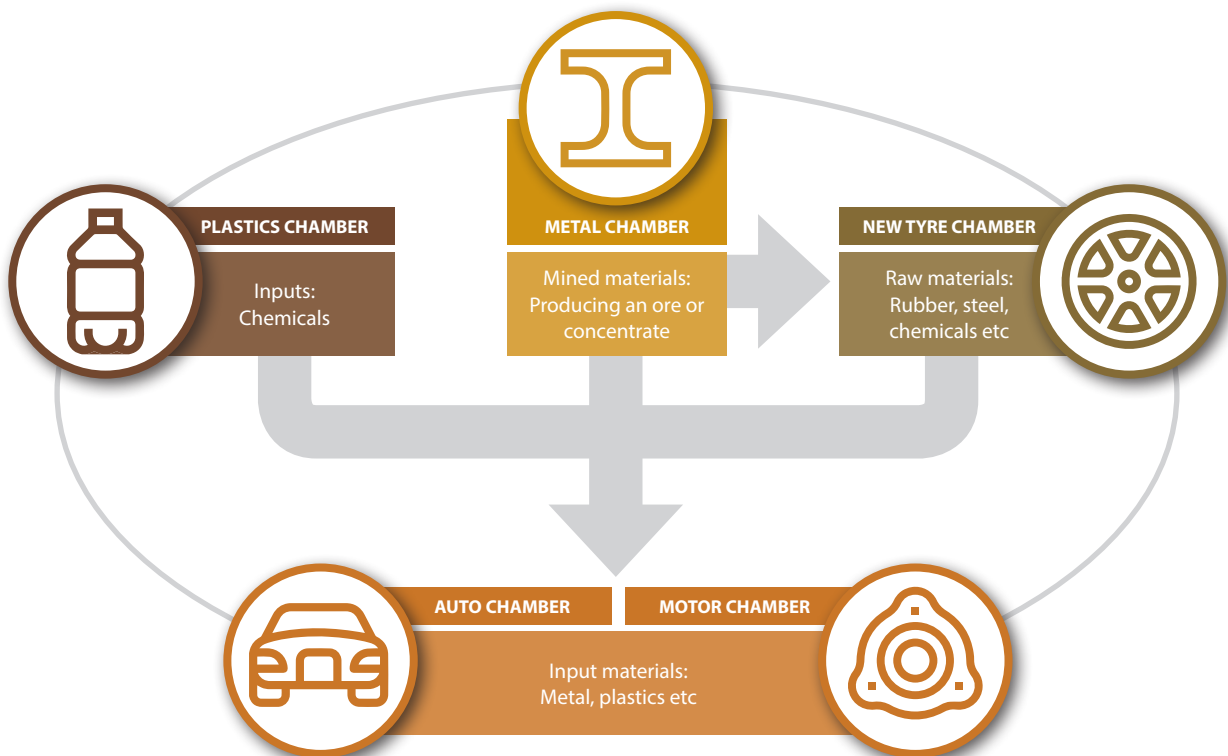 PLASTICS CHAMBER
Inputs:
Chemicals
METAL CHAMBER
Mined materials:
Producing an ore or
concentrate
NEW TYRE CHAMBER
Raw materials:
Rubber, steel,
chemicals etc
AUTO CHAMBER
MOTOR CHAMBER
Input materials:
Metal, plastics etc